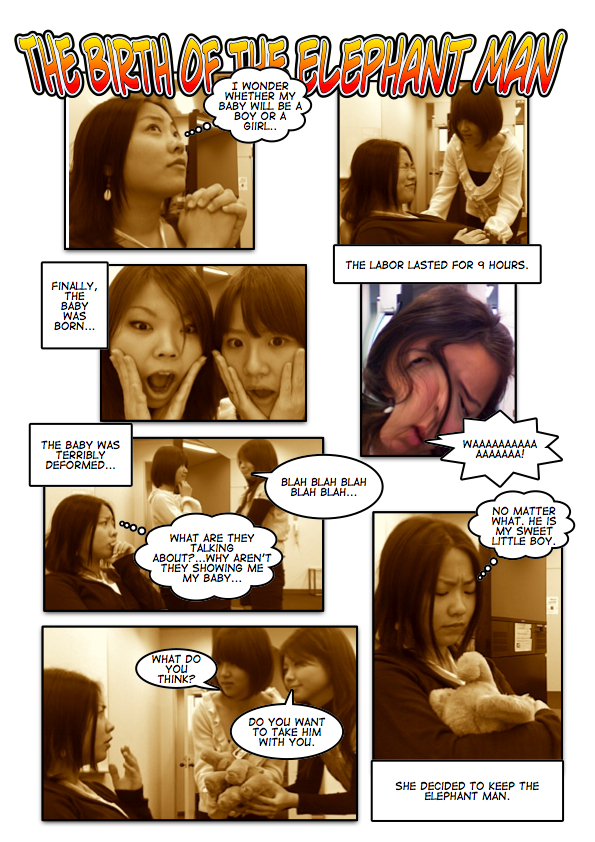 THE BIRTH OF THE ELEPHANT MAN
I WONDER
WHETHER MY
BABY WILL BE A
BOY OR A
GIIRL..
THE LABOR LASTED FOR 9 HOURS.
FINALLY,
THE
BABY
WAS
BORN...
WAAAAAAAAAA
AAAAAAA!
THE BABY WAS
TERRIBLY
DEFORMED...
BLAH BLAH BLAH
BLAH BLAH...
WHAT ARE THEY
TALKING
ABOUT?...WHY AREN'T
THEY SHOWING ME
MY BABY...
WHAT DO
YOU
THINK?
DO YOU WANT
TO TAKE HIM
WITH YOU.
NO MATTER
WHAT. HE IS
MY SWEET
LITTLE BOY.
SHE DECIDED TO KEEP THE
ELEPHANT MAN.